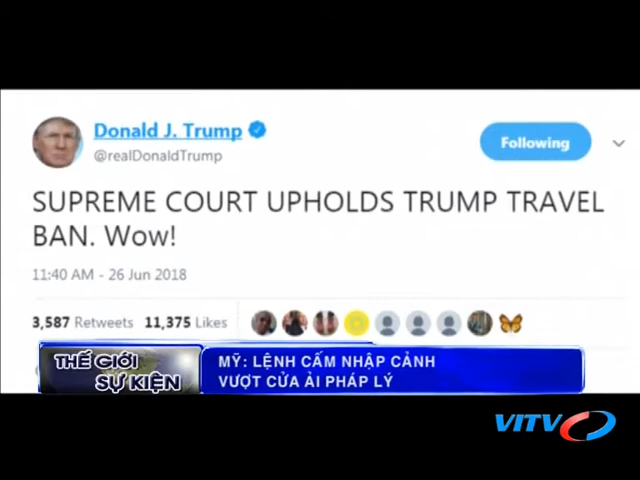 Donald J. Trump
@realDonaldTrump
Following
SUPREME COURT UPHOLDS TRUMP TRAVEL
BAN. Wow!
11:40 AM - 26 Jun 2018
3,587 Retweets 11,375 Likes
THẾ GIỚI
SỰ KIỆN
MỸ: LỆNH CẤM NHẬP CẢNH
VƯỢT CỬA ẢI PHÁP LÝ
VITV